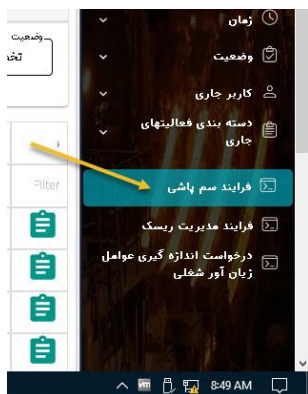 زمان
وضعیت
وضعیت
کاربر جاری
دسته بندی فعالیتهای
جاری
Filter
فرایند سم پاشی
فرایند مدیریت ریسک
درخواست اندازه گیری عوامل
زیان آور شغلی
8:49 AM